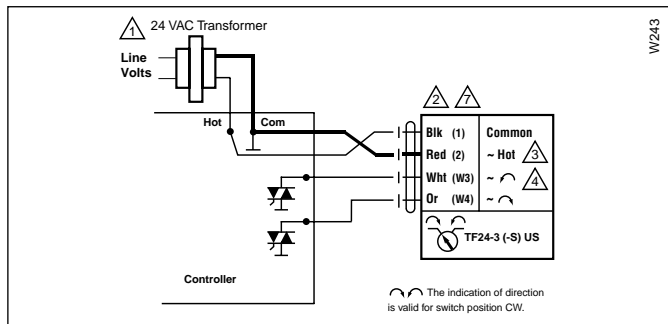 W243
1
24 VAC Transformer
Line
Volts
Hot
Com
2
7
Blk (1) Common
Red (2) ~ Hot
3
Wht (W3) ~
4
Or (W4) ~
TF24-3 (-S) US
Controller
The indication of direction
is valid for switch position CW.